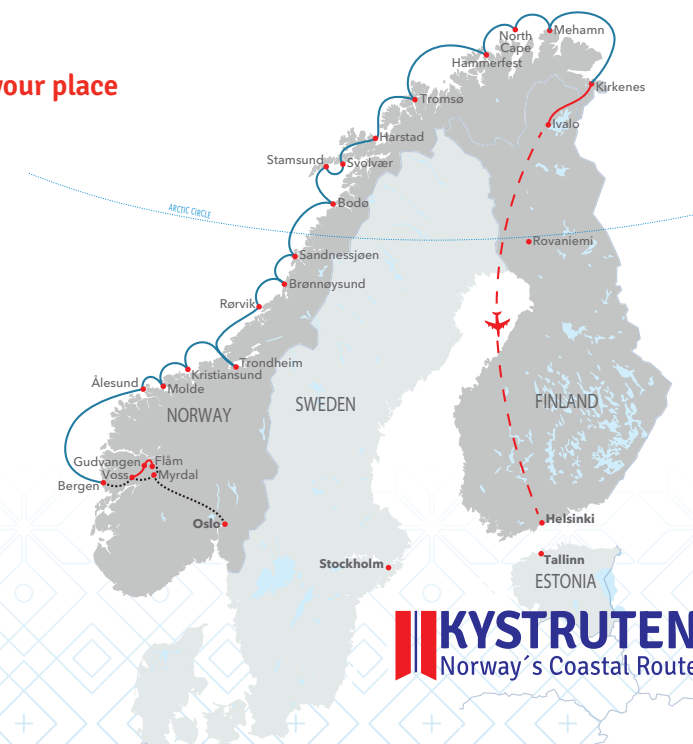 your place
North
Cape
Mehamn
Hammerfest
Kirkenes
Tromsø
Ivalo
Harstad
Stamsund
Svolvær
Bodø
ARCTIC CIRCLE
Rovaniemi
Sandnessjøen
Brønnøysund
Rørvik
Trondheim
Kristiansund
Ålesund
Molde
NORWAY
SWEDEN
FINLAND
Gudvangen
Flåm
Voss
Myrdal
Bergen
Oslo
Helsinki
Stockholm
Tallinn
ESTONIA
KYSTRUTEN
Norway´s Coastal Route